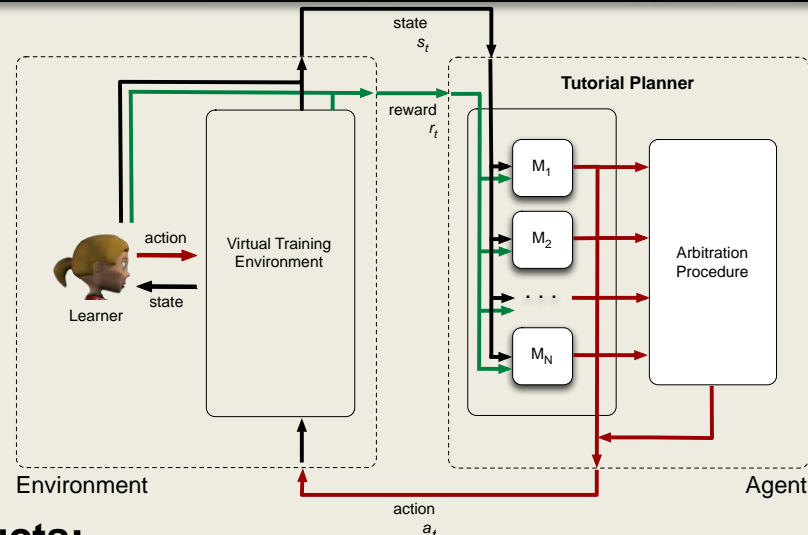 state
s_t
Tutorial Planner
reward
r_t
M_1
M_2
. . .
M_N
Arbitration
Procedure
action
Virtual Training
Environment
state
Learner
Environment
Agent
action